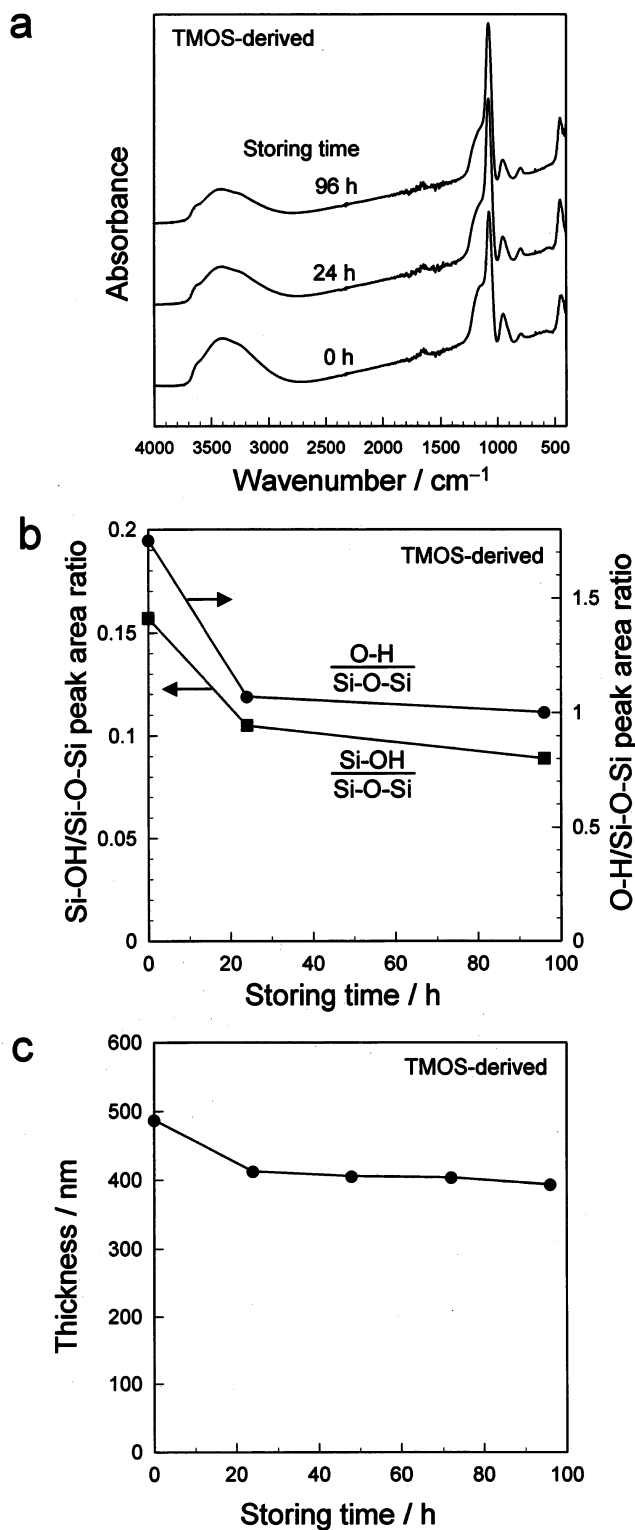 a
TMOS-derived
Storing time
96 h
24 h
0 h
Absorbance
4000 3500 3000 2500 2000 1500 1000 500
Wavenumber / cm⁻¹
b
TMOS-derived
0.2
0.15
0.1
0.05
0
1.5
1
0.5
0
O-H
Si-O-Si
Si-OH
Si-O-Si
Si-OH/Si-O-Si peak area ratio
O-H/Si-O-Si peak area ratio
0 20 40 60 80 100
Storing time / h
c
TMOS-derived
600
500
400
300
200
100
0
Thickness / nm
0 20 40 60 80 100
Storing time / h